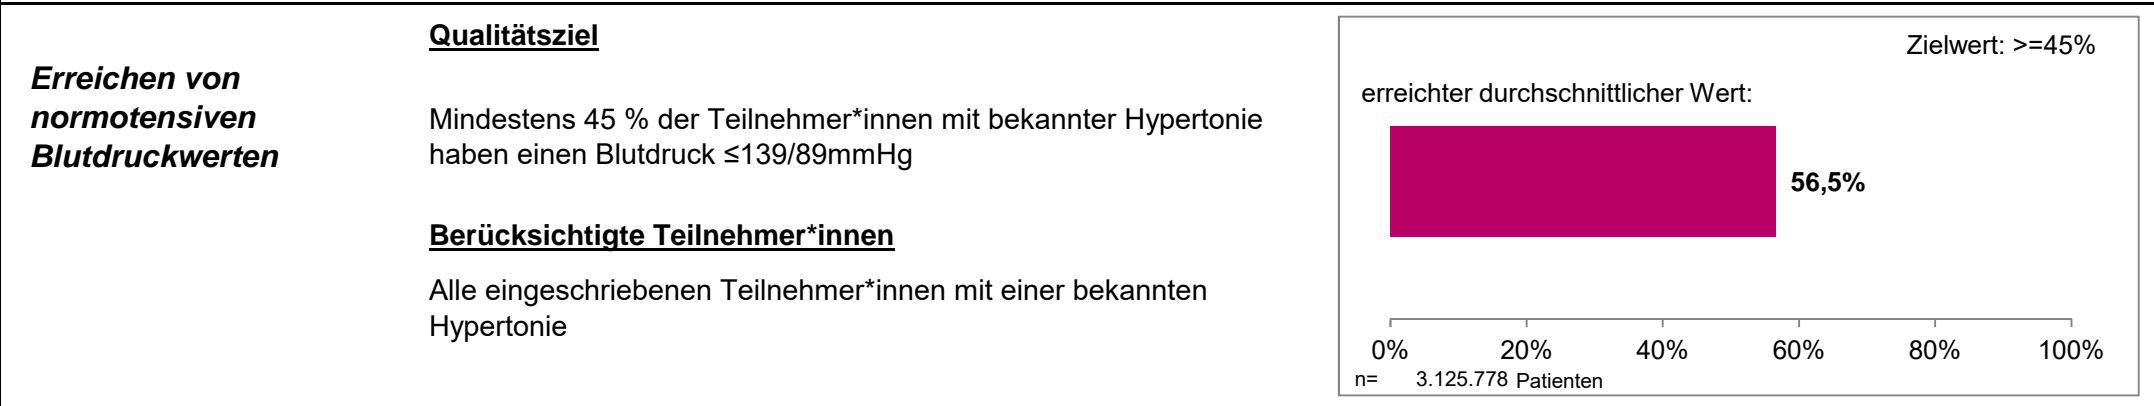 Erreichen von
normotensiven
Blutdruckwerten
Qualitätsziel
Mindestens 45 % der Teilnehmer*innen mit bekannter Hypertonie
haben einen Blutdruck ≤139/89mmHg
Berücksichtigte Teilnehmer*innen
Alle eingeschriebenen Teilnehmer*innen mit einer bekannten
Hypertonie
Zielwert: >=45%
erreichter durchschnittlicher Wert:
56,5%
0% 20% 40% 60% 80% 100%
n= 3.125.778 Patienten